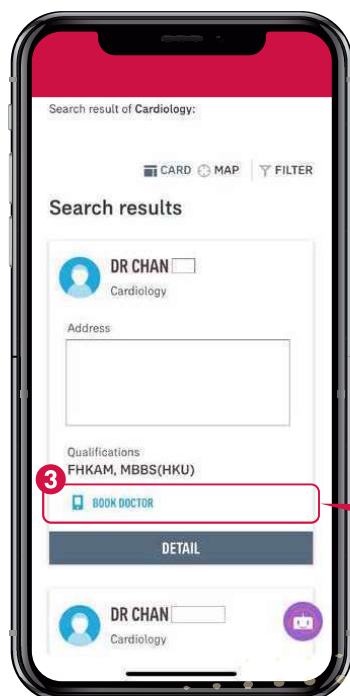 Search result of Cardiology:
CARD MAP FILTER
Search results
DR CHAN
Cardiology
Address
Qualifications
FHKAM, MBBS(HKU)
3
BOOK DOCTOR
DETAIL
DR CHAN
Cardiology